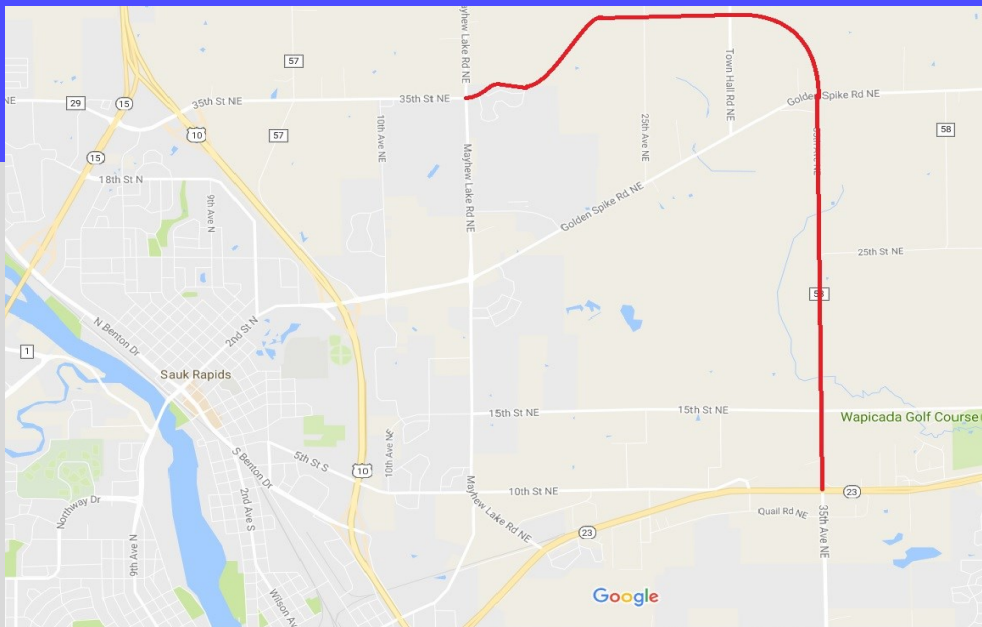 57
Mayhew Lake Rd NE
Town Hall Rd NE
NE
29
15
35th St NE
35th St NE
10
Golden Spike Rd NE
57
10th Ave NE
25th Ave NE
58
15
18th St N
9th Ave N
Mayhew Lake Rd NE
Golden Spike Rd NE
25th St NE
N Benton Dr
2nd St N
1
Sauk Rapids
15th St NE
15th St NE
Wapicada Golf Course
10th Ave NE
5th St S
S Benton Dr
10
10th St NE
23
Mayhew Lake Rd NE
Northway Dr
2nd Ave S
Quail Rd NE
35th Ave NE
9th Ave N
23
Wilson Av
Google